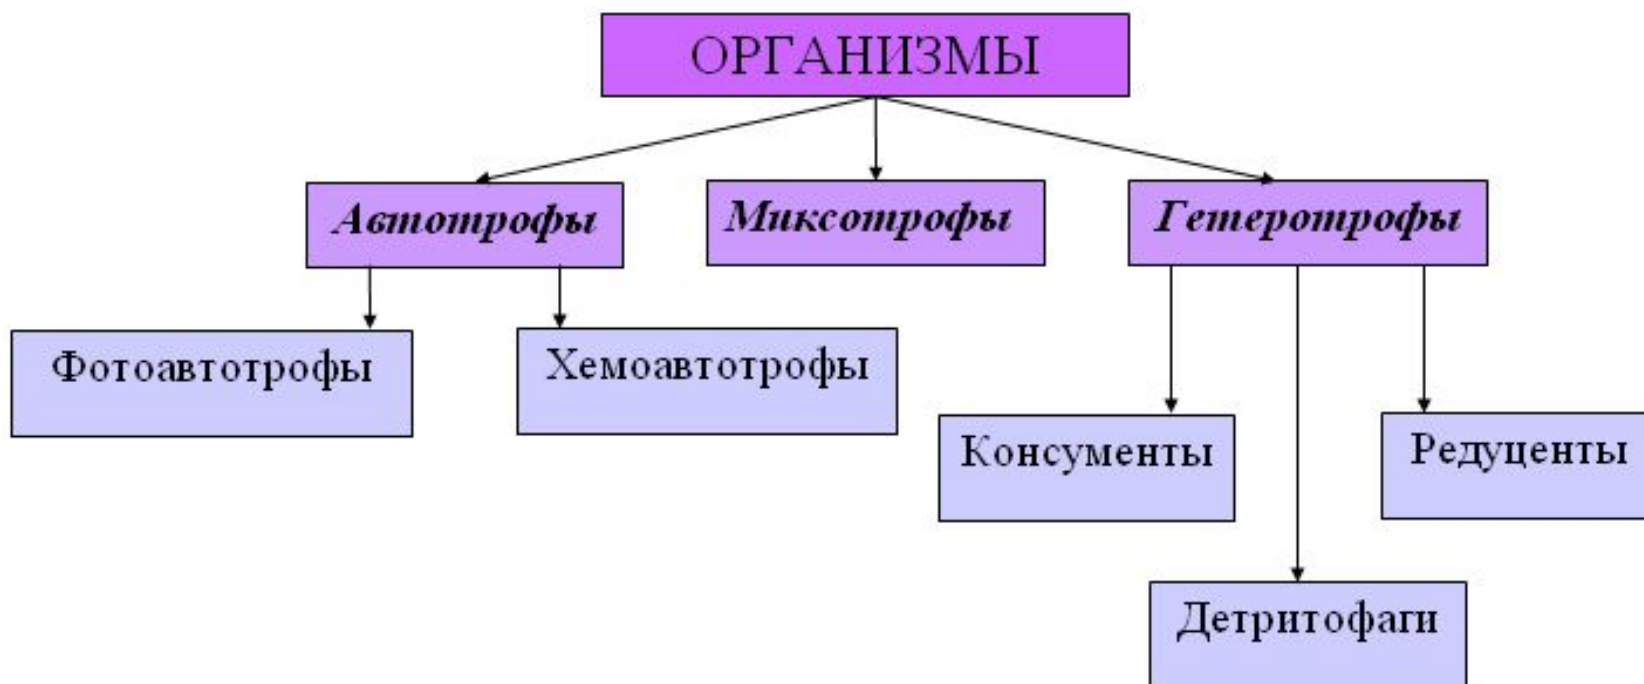 ОРГАНИЗМЫ
Автотрофы
Миксотрофы
Гетеротрофы
Фотоавтотрофы
Хемоавтотрофы
Консументы
Редуценты
Детритофаги